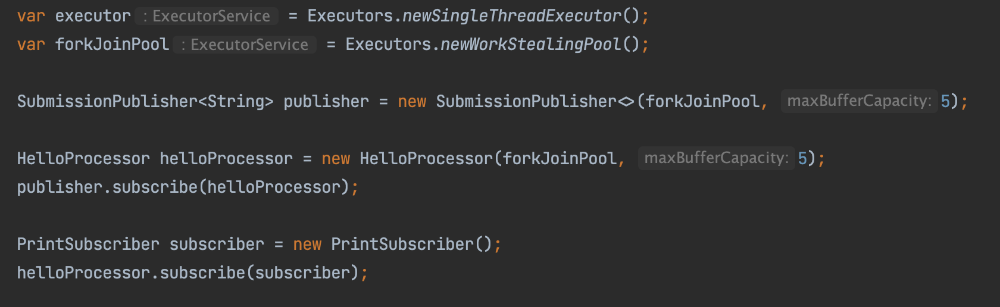 var executor : ExecutorService = Executors.newSingleThreadExecutor();
var forkJoinPool : ExecutorService = Executors.newWorkStealingPool();
SubmissionPublisher<String> publisher = new SubmissionPublisher<>(forkJoinPool, maxBufferCapacity: 5);
HelloProcessor helloProcessor = new HelloProcessor(forkJoinPool, maxBufferCapacity: 5);
publisher.subscribe(helloProcessor);
PrintSubscriber subscriber = new PrintSubscriber();
helloProcessor.subscribe(subscriber);